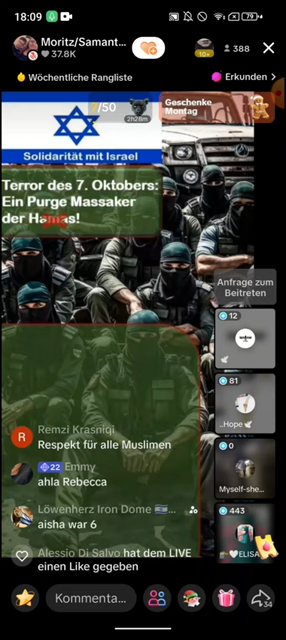 18:09
79
Moritz/Samant...
37.8K
10+
388
Wöchentliche Rangliste
Erkunden >
/50
2h28m
Geschenke
Montag
Solidarität mit Israel
Terror des 7. Oktobers:
Ein Purge Massaker
der Hamas!
Anfrage zum
Beitreten
12
81
..Hope
0
Myself-she...
443
ELISA
R
Remzi Krasniqi
Respekt für alle Muslimen
22 Emmy
ahla Rebecca
Löwenherz Iron Dome
aisha war 6
Alessio Di Salvo hat dem LIVE
einen Like gegeben
Kommenta...
34